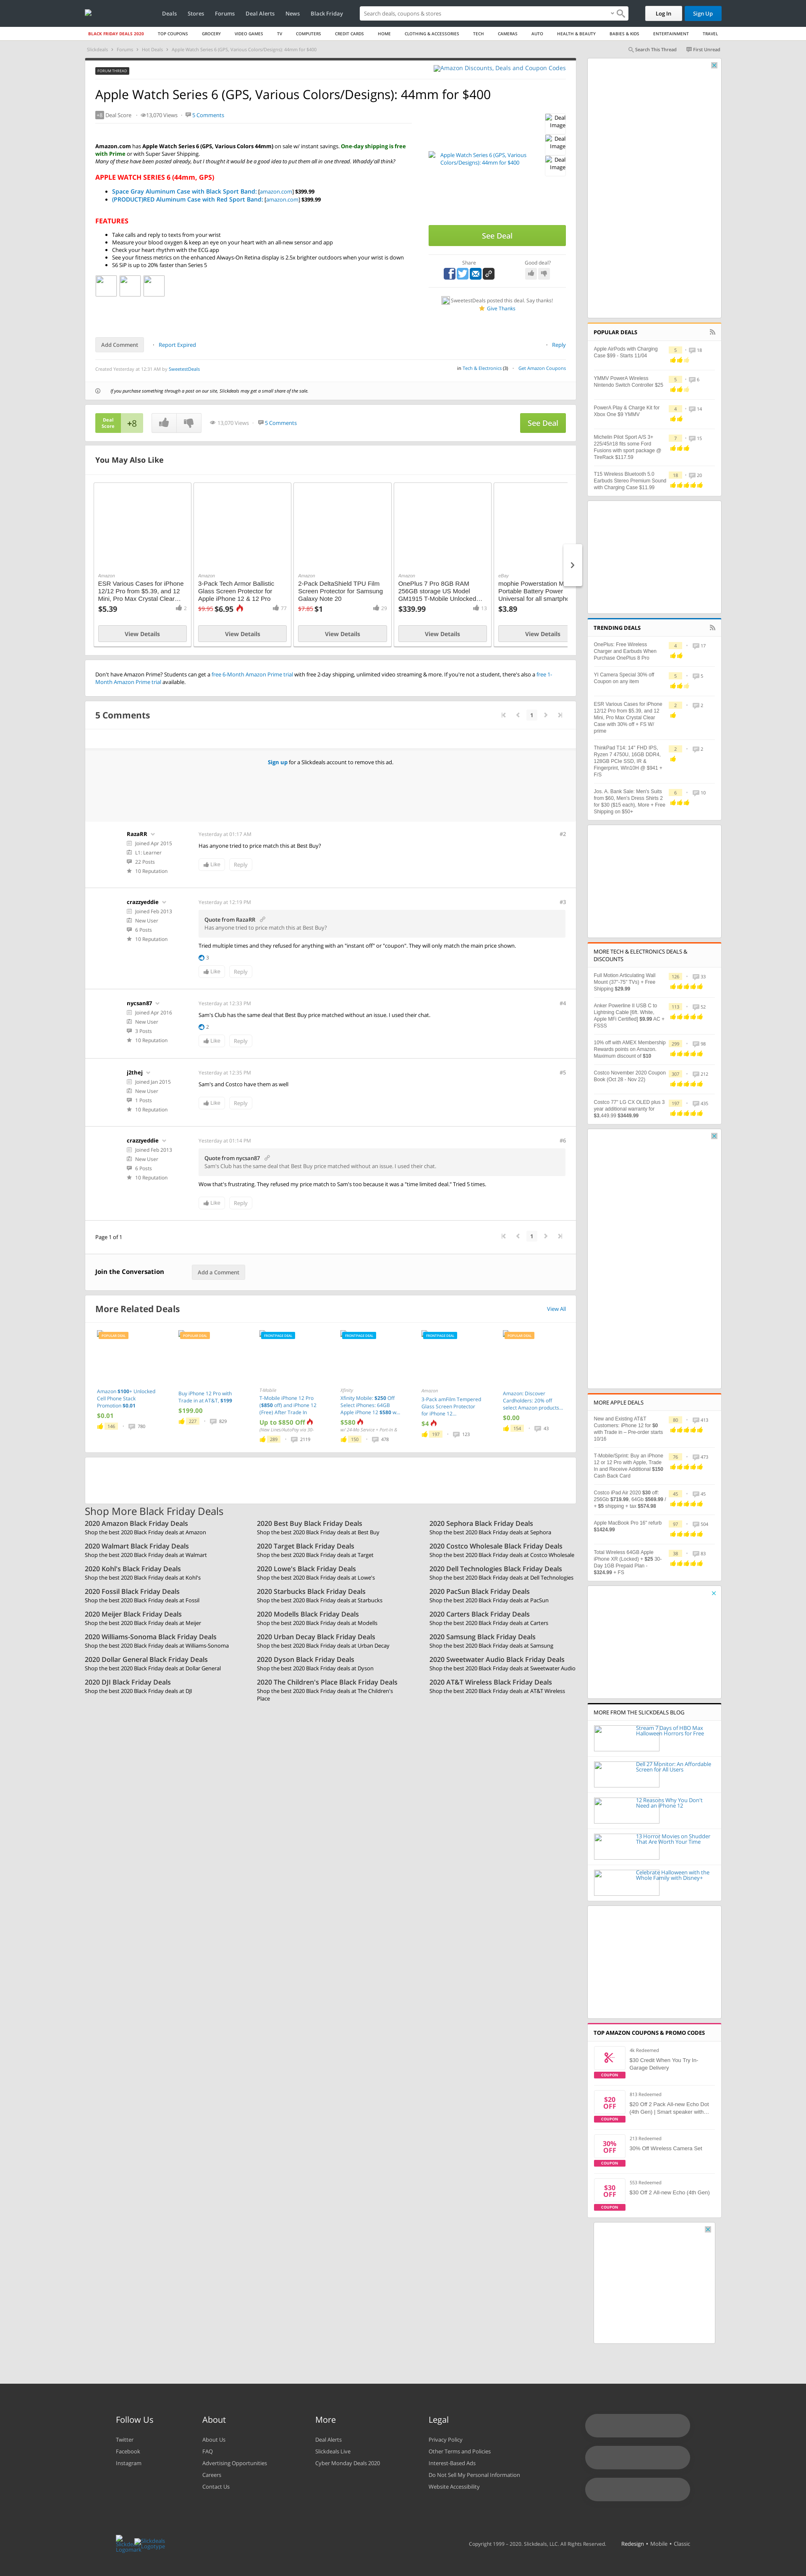 Deals Stores Forums Deal Alerts News Black Friday
Search deals, coupons & stores
Log In
Sign Up
BLACK FRIDAY DEALS 2020 TOP COUPONS GROCERY VIDEO GAMES TV COMPUTERS CREDIT CARDS HOME CLOTHING & ACCESSORIES TECH CAMERAS AUTO HEALTH & BEAUTY BABIES & KIDS ENTERTAINMENT TRAVEL
Slickdeals > Forums > Hot Deals > Apple Watch Series 6 (GPS, Various Colors/Designs): 44mm for $400
Search This Thread First Unread
FORUM THREAD
Amazon Discounts, Deals and Coupon Codes
Apple Watch Series 6 (GPS, Various Colors/Designs): 44mm for $400
+8 Deal Score 13,070 Views 5 Comments
Amazon.com has Apple Watch Series 6 (GPS, Various Colors 44mm) on sale w/ instant savings. One-day shipping is free
with Prime or with Super Saver Shipping.
Many of these have been posted already, but I thought it would be a good idea to put them all in one thread. Whaddy'all think?
APPLE WATCH SERIES 6 (44mm, GPS)
Space Gray Aluminum Case with Black Sport Band: [amazon.com] $399.99
(PRODUCT)RED Aluminum Case with Red Sport Band: [amazon.com] $399.99
FEATURES
Take calls and reply to texts from your wrist
Measure your blood oxygen & keep an eye on your heart with an all-new sensor and app
Check your heart rhythm with the ECG app
See your fitness metrics on the enhanced Always-On Retina display is 2.5x brighter outdoors when your wrist is down
S6 SiP is up to 20% faster than Series 5
Apple Watch Series 6 (GPS, Various
Colors/Designs): 44mm for $400
Deal
Image
Deal
Image
Deal
Image
See Deal
Share Good deal?
SweetestDeals posted this deal. Say thanks!
Give Thanks
Add Comment Report Expired Reply
Created Yesterday at 12:31 AM by SweetestDeals
in Tech & Electronics (3) Get Amazon Coupons
If you purchase something through a post on our site, Slickdeals may get a small share of the sale.
Deal
Score +8 13,070 Views 5 Comments See Deal
You May Also Like
Amazon
ESR Various Cases for iPhone
12/12 Pro from $5.39, and 12
Mini, Pro Max Crystal Clear...
$5.39 2
View Details
Amazon
3-Pack Tech Armor Ballistic
Glass Screen Protector for
Apple iPhone 12 & 12 Pro
$9.95 $6.95 77
View Details
Amazon
2-Pack DeltaShield TPU Film
Screen Protector for Samsung
Galaxy Note 20
$7.85 $1 29
View Details
Amazon
OnePlus 7 Pro 8GB RAM
256GB storage US Model
GM1915 T-Mobile Unlocked...
$339.99 13
View Details
eBay
mophie Powerstation M
Portable Battery Power
Universal for all smartpho
$3.89
View Details
Don't have Amazon Prime? Students can get a free 6-Month Amazon Prime trial with free 2-day shipping, unlimited video streaming & more. If you're not a student, there's also a free 1-
Month Amazon Prime trial available.
5 Comments 1
Sign up for a Slickdeals account to remove this ad.
RazaRR
Joined Apr 2015
L1: Learner
22 Posts
10 Reputation
Yesterday at 01:17 AM #2
Has anyone tried to price match this at Best Buy?
Like Reply
crazzyeddie
Joined Feb 2013
New User
6 Posts
10 Reputation
Yesterday at 12:19 PM #3
Quote from RazaRR
Has anyone tried to price match this at Best Buy?
Tried multiple times and they refused for anything with an "instant off" or "coupon". They will only match the main price shown.
3
Like Reply
nycsan87
Joined Apr 2016
New User
3 Posts
10 Reputation
Yesterday at 12:33 PM #4
Sam's Club has the same deal that Best Buy price matched without an issue. I used their chat.
2
Like Reply
j2thej
Joined Jan 2015
New User
1 Posts
10 Reputation
Yesterday at 12:35 PM #5
Sam's and Costco have them as well
Like Reply
crazzyeddie
Joined Feb 2013
New User
6 Posts
10 Reputation
Yesterday at 01:14 PM #6
Quote from nycsan87
Sam's Club has the same deal that Best Buy price matched without an issue. I used their chat.
Wow that's frustrating. They refused my price match to Sam's too because it was a "time limited deal." Tried 5 times.
Like Reply
Page 1 of 1 1
Join the Conversation Add a Comment
More Related Deals View All
POPULAR DEAL
Amazon $100+ Unlocked
Cell Phone Stack
Promotion $0.01
$0.01
146 780
POPULAR DEAL
Buy iPhone 12 Pro with
Trade in at AT&T, $199
$199.00
227 829
FRONTPAGE DEAL
T-Mobile
T-Mobile iPhone 12 Pro
($850 off) and iPhone 12
(Free) After Trade In
Up to $850 Off
289 2119
FRONTPAGE DEAL
Xfinity
Xfinity Mobile: $250 Off
Select iPhones: 64GB
Apple iPhone 12 $580 w...
$580
w/ 24-Mo Service + Port-in &
150 478
FRONTPAGE DEAL
Amazon
3-Pack amFilm Tempered
Glass Screen Protector
for iPhone 12...
$4
197 123
POPULAR DEAL
Amazon: Discover
Cardholders: 20% off
select Amazon products...
$0.00
154 43
Shop More Black Friday Deals
2020 Amazon Black Friday Deals
Shop the best 2020 Black Friday deals at Amazon
2020 Best Buy Black Friday Deals
Shop the best 2020 Black Friday deals at Best Buy
2020 Sephora Black Friday Deals
Shop the best 2020 Black Friday deals at Sephora
2020 Walmart Black Friday Deals
Shop the best 2020 Black Friday deals at Walmart
2020 Target Black Friday Deals
Shop the best 2020 Black Friday deals at Target
2020 Costco Wholesale Black Friday Deals
Shop the best 2020 Black Friday deals at Costco Wholesale
2020 Kohl's Black Friday Deals
Shop the best 2020 Black Friday deals at Kohl's
2020 Lowe's Black Friday Deals
Shop the best 2020 Black Friday deals at Lowe's
2020 Dell Technologies Black Friday Deals
Shop the best 2020 Black Friday deals at Dell Technologies
2020 Fossil Black Friday Deals
Shop the best 2020 Black Friday deals at Fossil
2020 Starbucks Black Friday Deals
Shop the best 2020 Black Friday deals at Starbucks
2020 PacSun Black Friday Deals
Shop the best 2020 Black Friday deals at PacSun
2020 Meijer Black Friday Deals
Shop the best 2020 Black Friday deals at Meijer
2020 Modells Black Friday Deals
Shop the best 2020 Black Friday deals at Modells
2020 Carters Black Friday Deals
Shop the best 2020 Black Friday deals at Carters
2020 Williams-Sonoma Black Friday Deals
Shop the best 2020 Black Friday deals at Williams-Sonoma
2020 Urban Decay Black Friday Deals
Shop the best 2020 Black Friday deals at Urban Decay
2020 Samsung Black Friday Deals
Shop the best 2020 Black Friday deals at Samsung
2020 Dollar General Black Friday Deals
Shop the best 2020 Black Friday deals at Dollar General
2020 Dyson Black Friday Deals
Shop the best 2020 Black Friday deals at Dyson
2020 Sweetwater Audio Black Friday Deals
Shop the best 2020 Black Friday deals at Sweetwater Audio
2020 DJI Black Friday Deals
Shop the best 2020 Black Friday deals at DJI
2020 The Children's Place Black Friday Deals
Shop the best 2020 Black Friday deals at The Children's
Place
2020 AT&T Wireless Black Friday Deals
Shop the best 2020 Black Friday deals at AT&T Wireless
POPULAR DEALS
Apple AirPods with Charging
Case $99 - Starts 11/04
5 18
YMMV PowerA Wireless
Nintendo Switch Controller $25
5 6
PowerA Play & Charge Kit for
Xbox One $9 YMMV
4 14
Michelin Pilot Sport A/S 3+
225/45/r18 fits some Ford
Fusions with sport package @
TireRack $117.59
7 15
T15 Wireless Bluetooth 5.0
Earbuds Stereo Premium Sound
with Charging Case $11.99
16 20
TRENDING DEALS
OnePlus: Free Wireless
Charger and Earbuds When
Purchase OnePlus 8 Pro
4 17
YI Camera Special 30% off
Coupon on any item
5 5
ESR Various Cases for iPhone
12/12 Pro from $5.39, and 12
Mini, Pro Max Crystal Clear
Case with 30% off + FS W/
prime
2 2
ThinkPad T14: 14" FHD IPS,
Ryzen 7 4750U, 16GB DDR4,
128GB PCIe SSD, IR &
Fingerprint, Win10H @ $941 +
F/S
2 2
Jos. A. Bank Sale: Men's Suits
from $60, Men's Dress Shirts 2
for $30 ($15 each), More + Free
Shipping on $50+
6 10
MORE TECH & ELECTRONICS DEALS &
DISCOUNTS
Full Motion Articulating Wall
Mount (37"-75" TVs) + Free
Shipping $29.99
126 33
Anker Powerline II USB C to
Lightning Cable [6ft, White,
Apple MFi Certified] $9.99 AC +
FSSS
113 52
10% off with AMEX Membership
Rewards points on Amazon.
Maximum discount of $10
299 98
Costco November 2020 Coupon
Book (Oct 28 - Nov 22)
307 212
Costco 77" LG CX OLED plus 3
year additional warranty for
$3,449.99 $3449.99
197 435
MORE APPLE DEALS
New and Existing AT&T
Customers: iPhone 12 for $0
with Trade in – Pre-order starts
10/16
60 413
T-Mobile/Sprint: Buy an iPhone
12 or 12 Pro with Apple, Trade
In and Receive Additional $150
Cash Back Card
76 473
Costco iPad Air 2020 $30 off:
256Gb $719.99, 64Gb $569.99 /
+ $5 shipping + tax $574.98
45 45
Apple MacBook Pro 16" refurb
$1424.99
97 504
Total Wireless 64GB Apple
iPhone XR (Locked) + $25 30-
Day 1GB Prepaid Plan -
$324.99 + FS
38 83
MORE FROM THE SLICKDEALS BLOG
Stream 7 Days of HBO Max
Halloween Horrors for Free
Dell 27 Monitor: An Affordable
Screen for All Users
12 Reasons Why You Don't
Need an iPhone 12
13 Horror Movies on Shudder
That Are Worth Your Time
Celebrate Halloween with the
Whole Family with Disney+
TOP AMAZON COUPONS & PROMO CODES
4k Redeemed
$30 Credit When You Try In-
Garage Delivery
COUPON
$20
OFF
COUPON
813 Redeemed
$20 Off 2 Pack All-new Echo Dot
(4th Gen) | Smart speaker with...
30%
OFF
COUPON
213 Redeemed
30% Off Wireless Camera Set
$30
OFF
COUPON
353 Redeemed
$30 Off 2 All-new Echo (4th Gen)
Follow Us
Twitter
Facebook
Instagram
About
About Us
FAQ
Advertising Opportunities
Careers
Contact Us
More
Deal Alerts
Slickdeals Live
Cyber Monday Deals 2020
Legal
Privacy Policy
Other Terms and Policies
Interest-Based Ads
Do Not Sell My Personal Information
Website Accessibility
Slickdeals
Logomark
Slickdeals
Logotype
Copyright 1999 – 2020. Slickdeals, LLC. All Rights Reserved. Redesign • Mobile • Classic